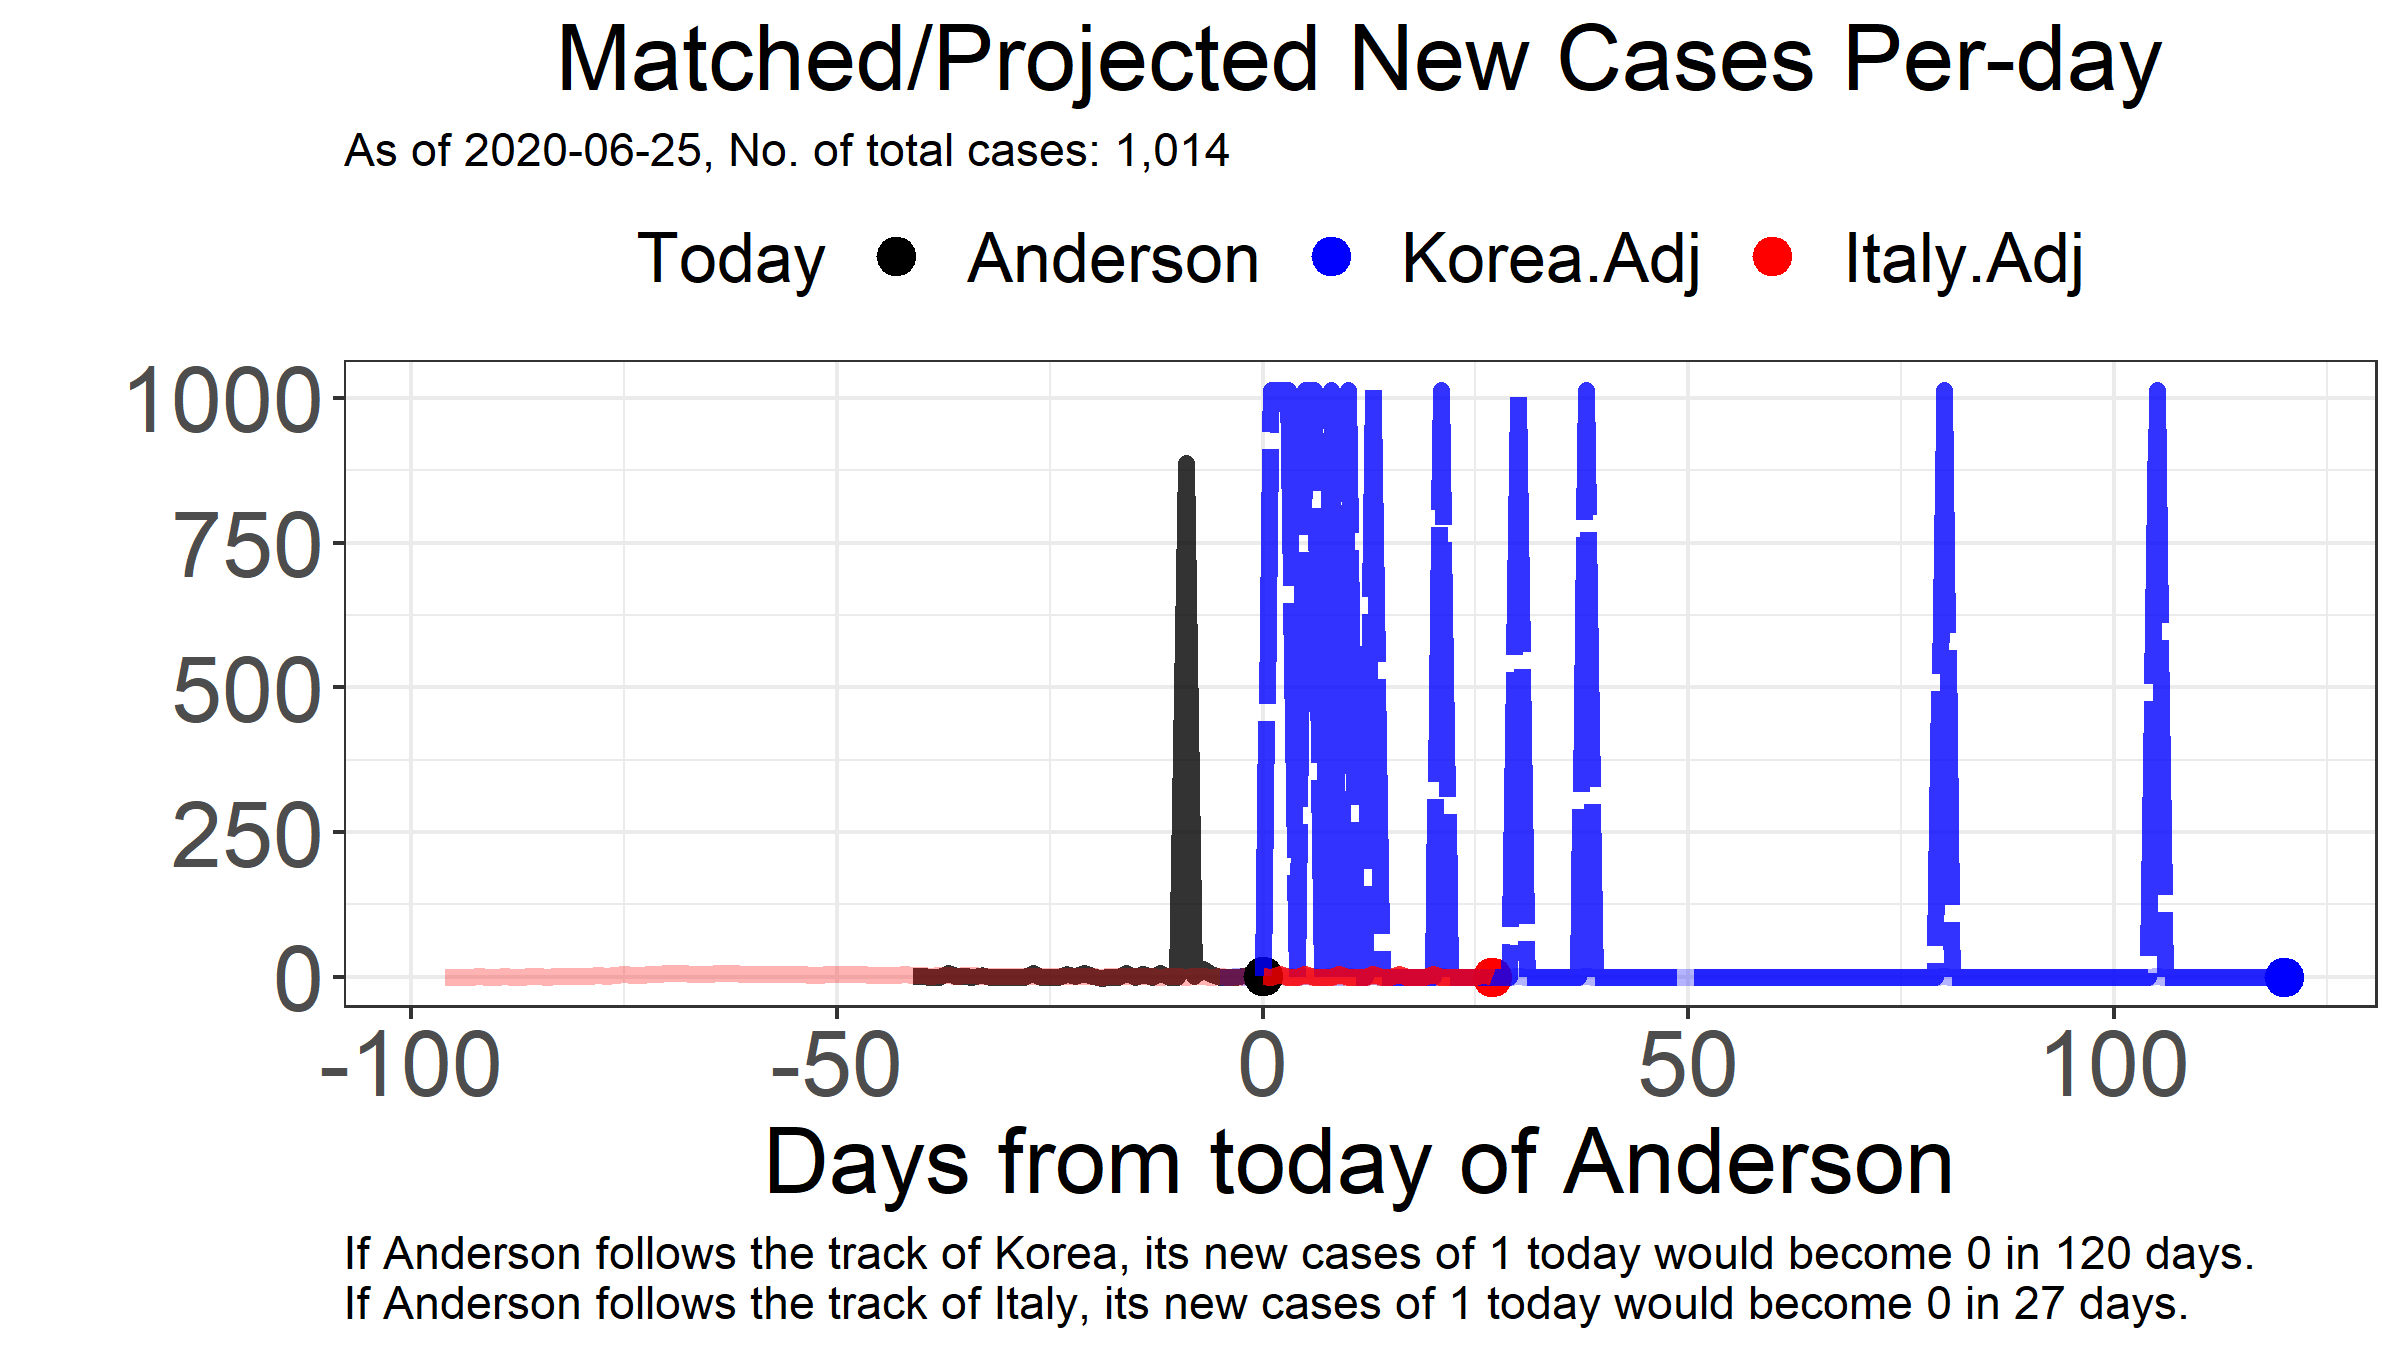 Matched/Projected New Cases Per-day
As of 2020-06-25, No. of total cases: 1,014
Today Anderson Korea.Adj Italy.Adj
1000
750
500
250
0
-100 -50 0 50 100
Days from today of Anderson
If Anderson follows the track of Korea, its new cases of 1 today would become 0 in 120 days.
If Anderson follows the track of Italy, its new cases of 1 today would become 0 in 27 days.